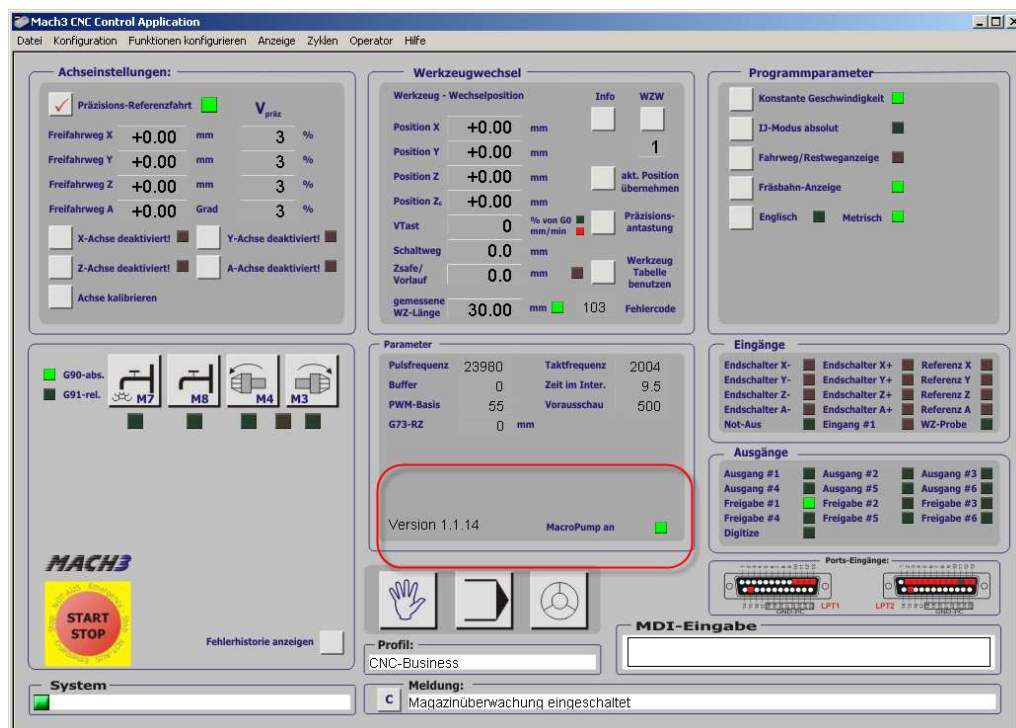 Mach3 CNC Control Application
Datei Konfiguration Funktionen konfigurieren Anzeige Zyklen Operator Hilfe
Achseinstellungen:
Präzisions-Referenzfahrt Vpräz
Freifahrweg X +0.00 mm 3 %
Freifahrweg Y +0.00 mm 3 %
Freifahrweg Z +0.00 mm 3 %
Freifahrweg A +0.00 Grad 3 %
X-Achse deaktiviert! Y-Achse deaktiviert!
Z-Achse deaktiviert! A-Achse deaktiviert!
Achse kalibrieren
Werkzeugwechsel
Werkzeug - Wechselposition Info WZW
Position X +0.00 mm
Position Y +0.00 mm 1
Position Z +0.00 mm akt. Position übernehmen
Position Z +0.00 mm
VTast 0 % von G0 mm/min Präzisions-antastung
Schaltweg 0.0 mm
Zsafe/ Vorlauf 0.0 mm Werkzeug Tabelle benutzen
gemessene WZ-Länge 30.00 mm 103 Fehlercode
Programmparameter
Konstante Geschwindigkeit
IJ-Modus absolut
Fahrweg/Restweganzeige
Fräsbahn-Anzeige
Englisch Metrisch
G90-abs.
G91-rel.
M7 M8 M4 M3
Parameter
Pulsfrequenz 23980 Taktfrequenz 2004
Buffer 0 Zeit im Inter. 9.5
PWM-Basis 55 Vorausschau 500
G73-RZ 0 mm
Version 1.1.14 MacroPump an
Eingänge
Endschalter X- Endschalter X+ Referenz X
Endschalter Y- Endschalter Y+ Referenz Y
Endschalter Z- Endschalter Z+ Referenz Z
Endschalter A- Endschalter A+ Referenz A
Not-Aus Eingang #1 WZ-Probe
Ausgänge
Ausgang #1 Ausgang #2 Ausgang #3
Ausgang #4 Ausgang #5 Ausgang #6
Freigabe #1 Freigabe #2 Freigabe #3
Freigabe #4 Freigabe #5 Freigabe #6
Digitize
Ports-Eingänge:
LPT1 LPT2
GND-PC GND-PC
MACH3
START
STOP
Fehlerhistorie anzeigen
Profil:
CNC-Business
MDI-Eingabe
System
Meldung:
C Magazinüberwachung eingeschaltet